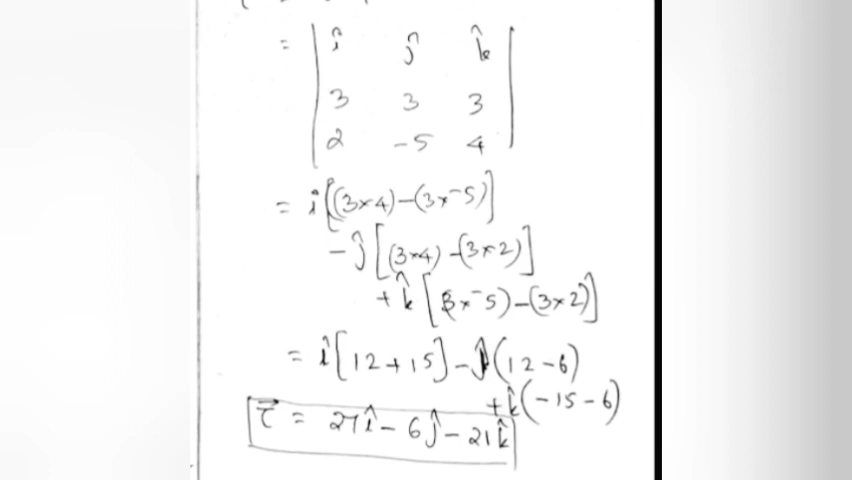 = | î ĵ k̂ |
3 3 3
2 -5 4
= î[(3×4)-(3×-5)]
-ĵ[(3×4)-(3×2)]
+k̂[(3×-5)-(3×2)]
= î[12+15]-ĵ(12-6)
+k̂(-15-6)
τ⃗ = 27î-6ĵ-21k̂